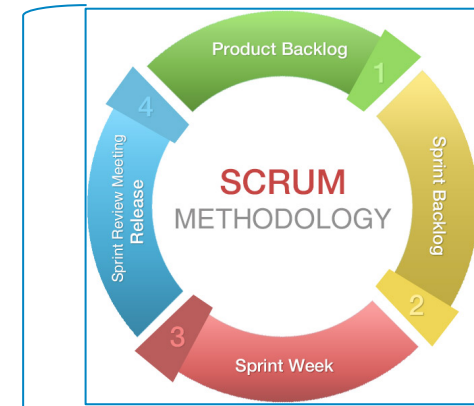 Product Backlog
1
Sprint Backlog
2
Sprint Week
3
Sprint Review Meeting
Release
4
SCRUM
METHODOLOGY